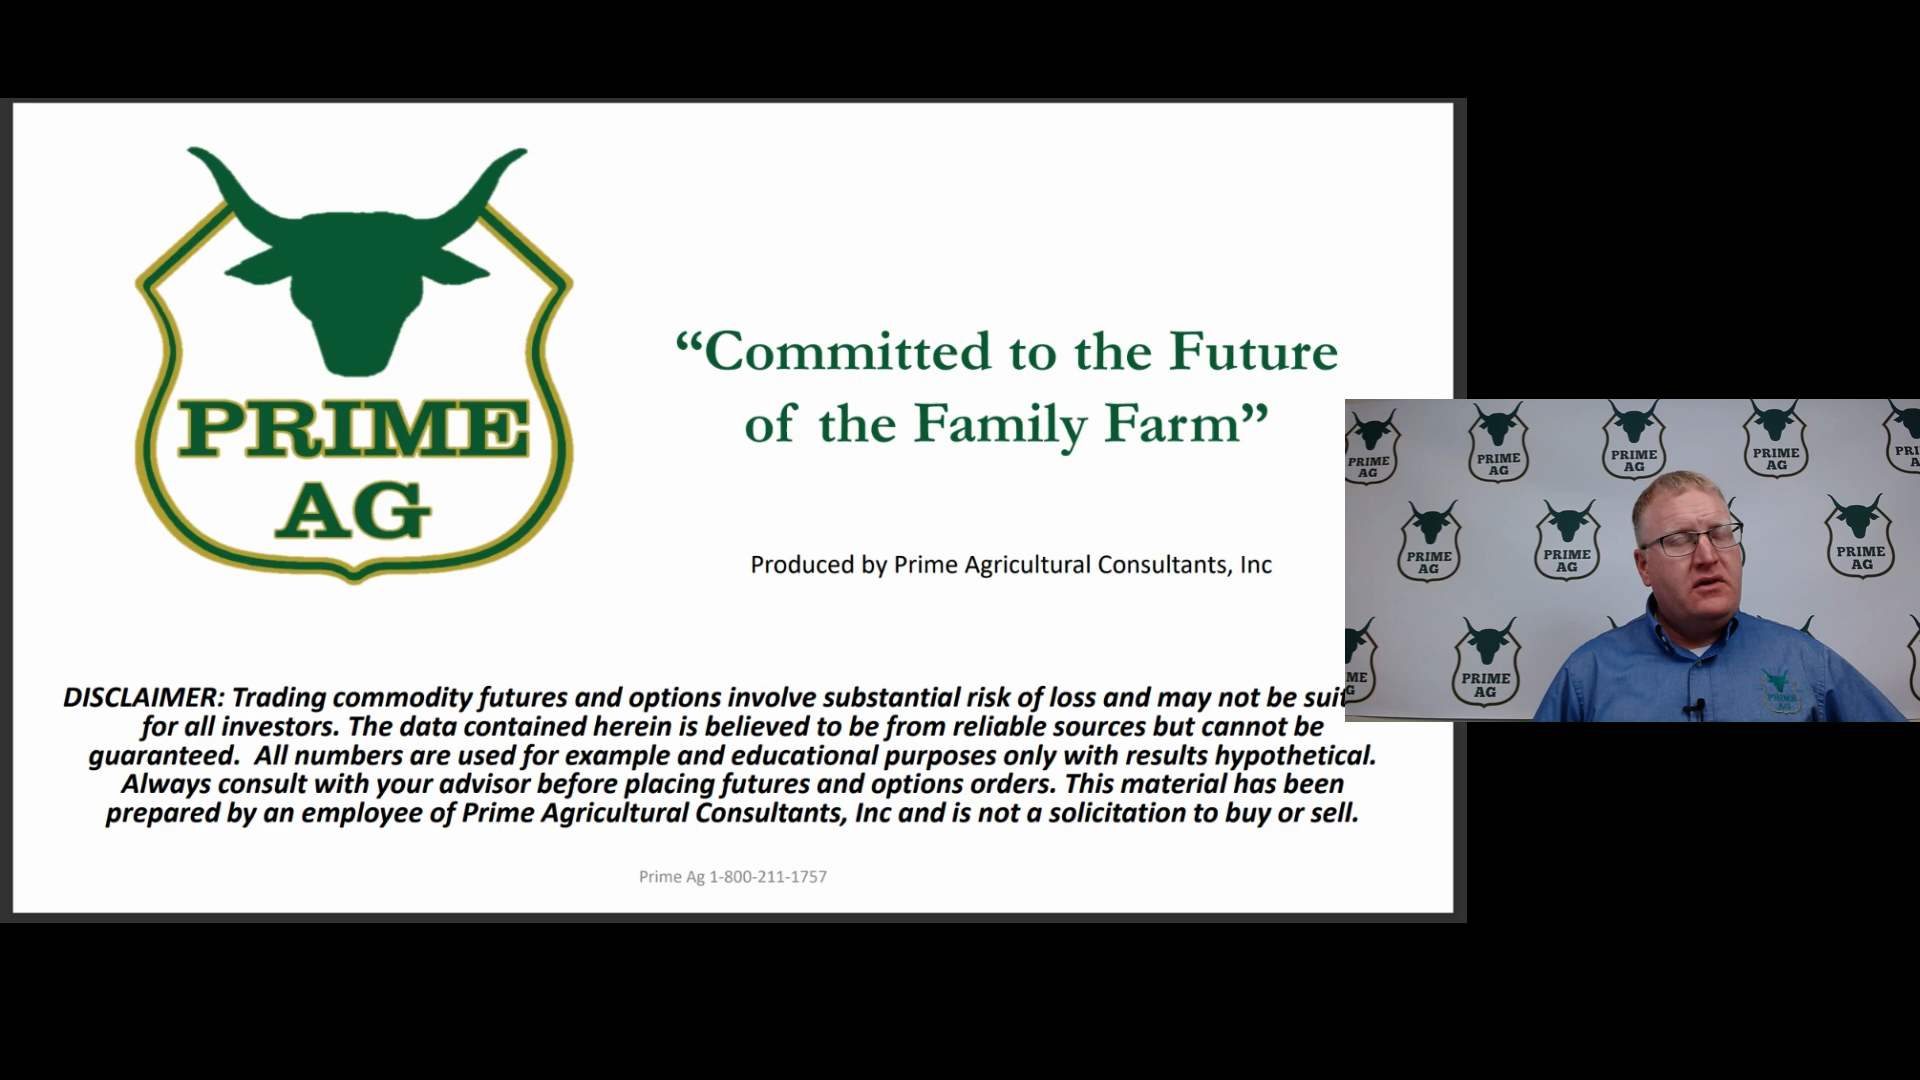 PRIME
AG
“Committed to the Future
of the Family Farm”
Produced by Prime Agricultural Consultants, Inc
DISCLAIMER: Trading commodity futures and options involve substantial risk of loss and may not be
for all investors. The data contained herein is believed to be from reliable sources but cannot be
guaranteed. All numbers are used for example and educational purposes only with results hypothetical.
Always consult with your advisor before placing futures and options orders. This material has been
prepared by an employee of Prime Agricultural Consultants, Inc and is not a solicitation to buy or sell.
Prime Ag 1-800-211-1757
PRIME
AG
PRIME
AG
PRIME
AG
PRIME
AG
PRIME
AG
PRIME
AG
PRIME
AG
PRIME
AG
PRIME
AG